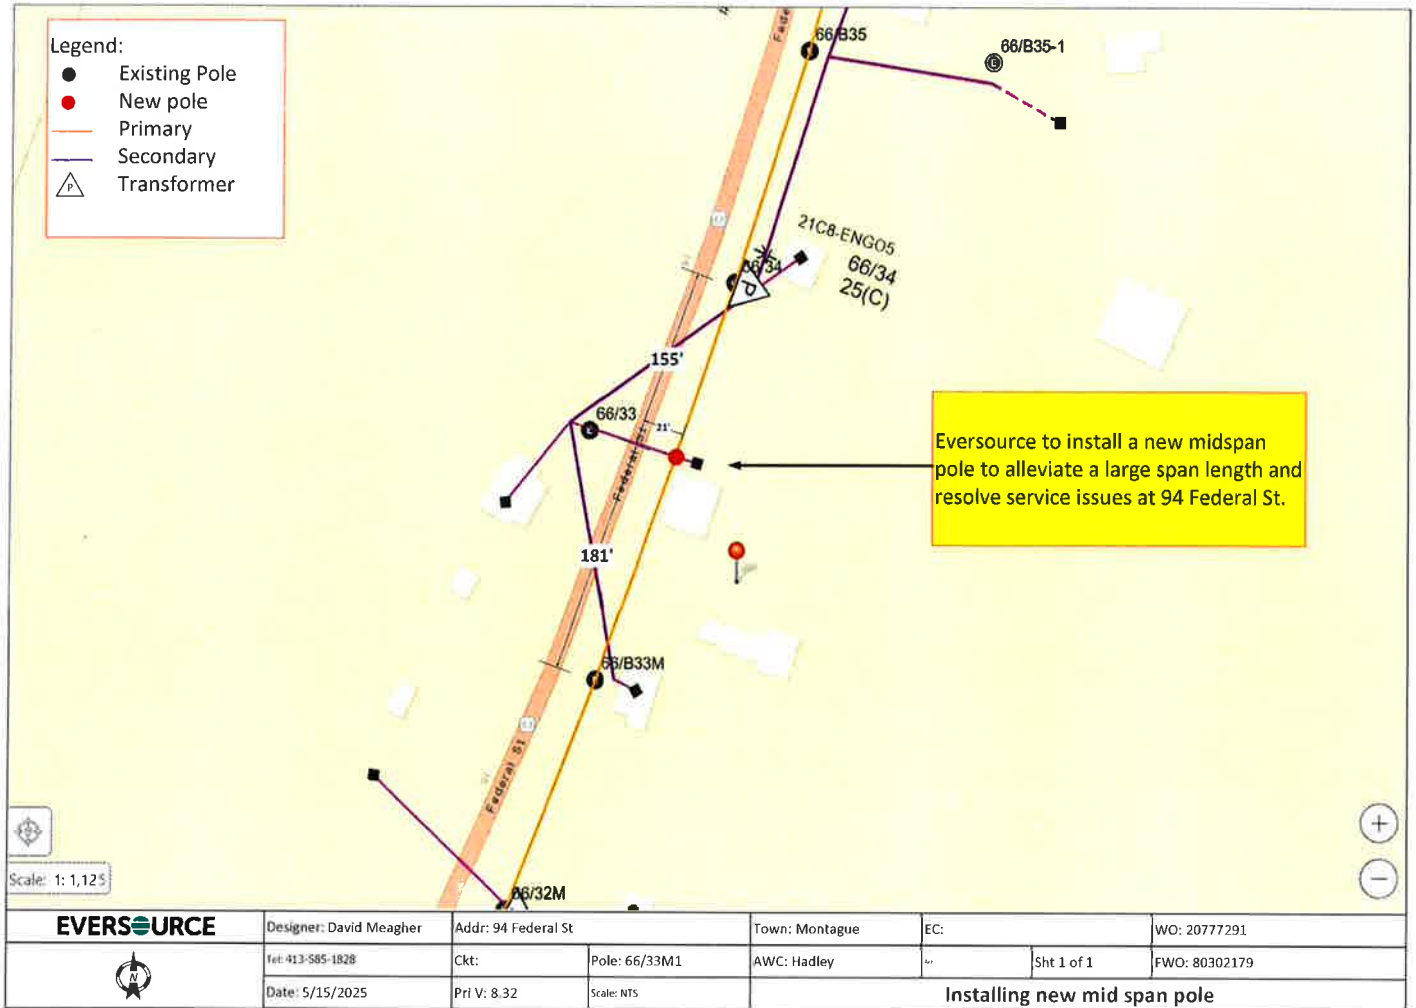 Legend:
Existing Pole
New pole
Primary
Secondary
P
Transformer
Fede
66/B35
66/B35-1
21C8-ENG05
66/34
66/34
25(C)
P
155'
66/33
21'
Federal St
Eversource to install a new midspan
pole to alleviate a large span length and
resolve service issues at 94 Federal St.
181'
66/B33M
Federal St
66/32M
Scale: 1: 1,125
+
−
EVERSOURCE
Designer: David Meagher
Addr: 94 Federal St
Town: Montague
EC:
WO: 20777291
N
Tel: 413-585-1828
Ckt:
Pole: 66/33M1
AWC: Hadley
Sht 1 of 1
FWO: 80302179
Date: 5/15/2025
Pri V: 8.32
Scale: NTS
Installing new mid span pole